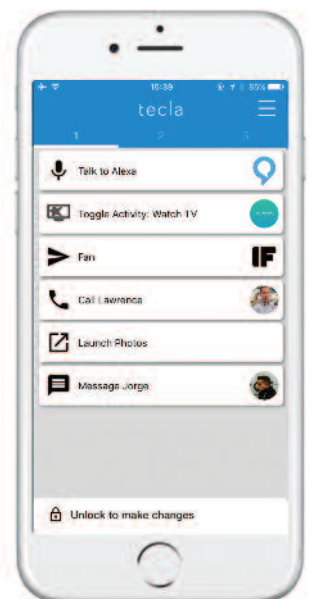 10:39
85%
tecla
1 2 3
Talk to Alexa
Toggle Activity: Watch TV
Fan
IF
Call Lawrence
Launch Photos
Message Jorge
Unlock to make changes